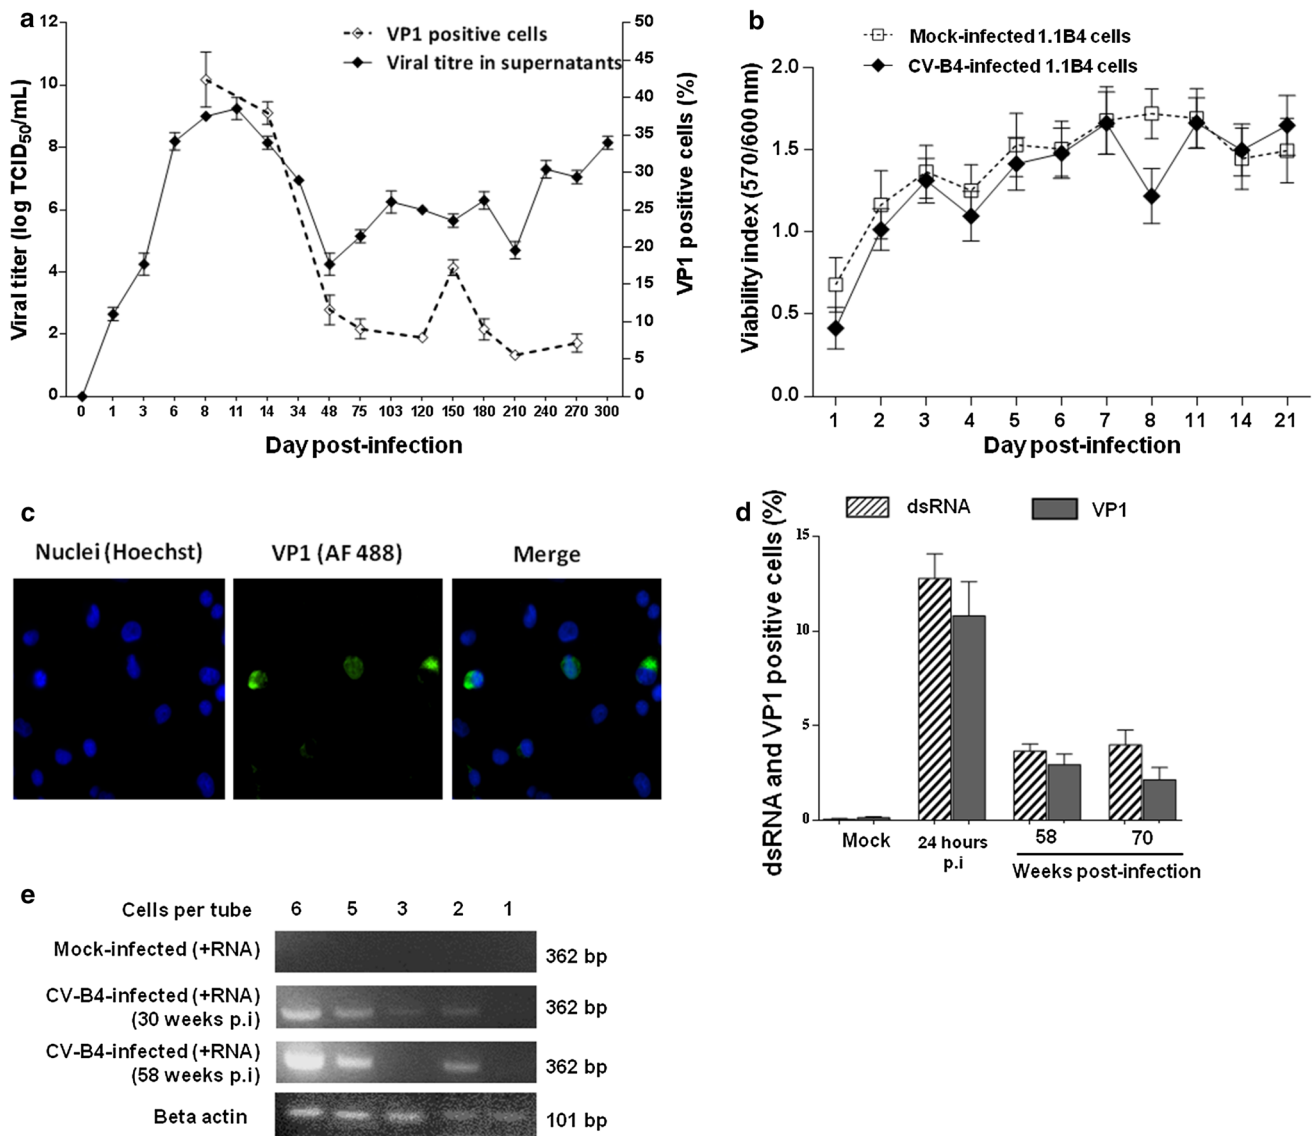 a
VP1 positive cells
Viral titre in supernatants
Viral titer (log TCID50/mL)
12
10
8
6
4
2
0
50
45
40
35
30
25
20
15
10
5
0
VP1 positive cells (%)
0 1 3 6 8 11 14 34 48 75 103 120 150 180 210 240 270 300
Day post-infection
b
Mock-infected 1.1B4 cells
CV-B4-infected 1.1B4 cells
Viability index (570/600 nm)
2.0
1.5
1.0
0.5
0.0
1 2 3 4 5 6 7 8 11 14 21
Day post-infection
c
Nuclei (Hoechst)
VP1 (AF 488)
Merge
d
dsRNA
VP1
dsRNA and VP1 positive cells (%)
15
10
5
0
Mock
24 hours
p.i
58
70
Weeks post-infection
e
Cells per tube 6 5 3 2 1
Mock-infected (+RNA) 362 bp
CV-B4-infected (+RNA)
(30 weeks p.i)
362 bp
CV-B4-infected (+RNA)
(58 weeks p.i)
362 bp
Beta actin 101 bp